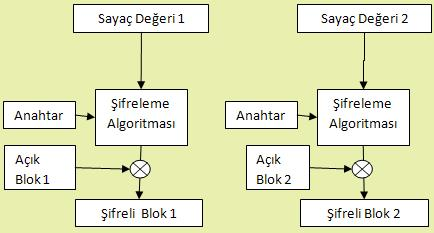 Sayaç Değeri 1
Şifreleme
Algoritması
Anahtar
Açık
Blok 1
Şifreli Blok 1
Sayaç Değeri 2
Şifreleme
Algoritması
Anahtar
Açık
Blok 2
Şifreli Blok 2